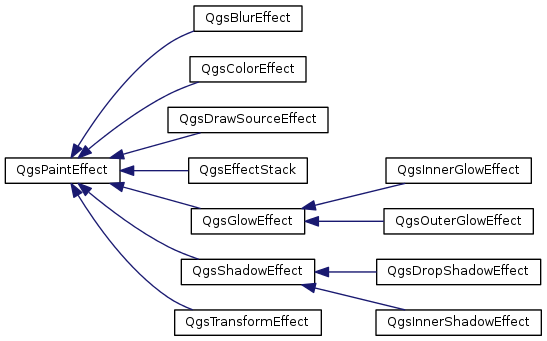 QgsBlurEffect
QgsColorEffect
QgsDrawSourceEffect
QgsPaintEffect
QgsEffectStack
QgsInnerGlowEffect
QgsGlowEffect
QgsOuterGlowEffect
QgsShadowEffect
QgsDropShadowEffect
QgsTransformEffect
QgsInnerShadowEffect